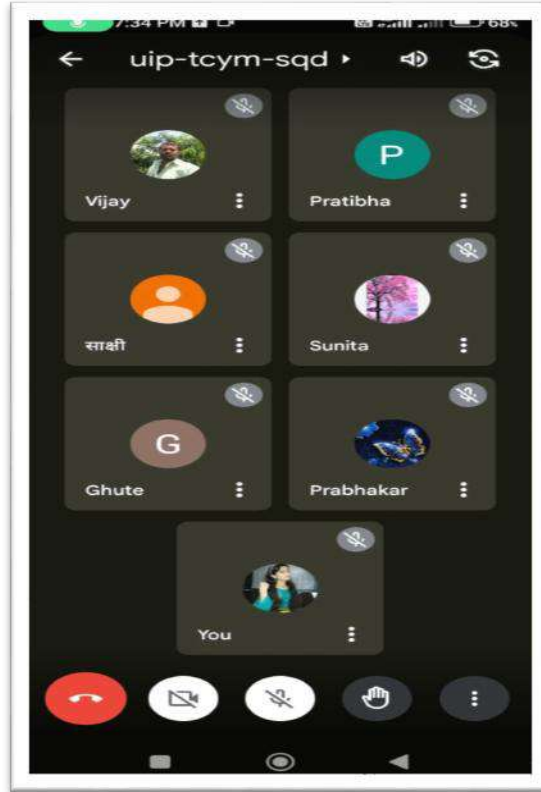 7:34 PM 68%
uip-tcym-sqd
P
Vijay Pratibha
साक्षी Sunita
G
Ghute Prabhakar
You